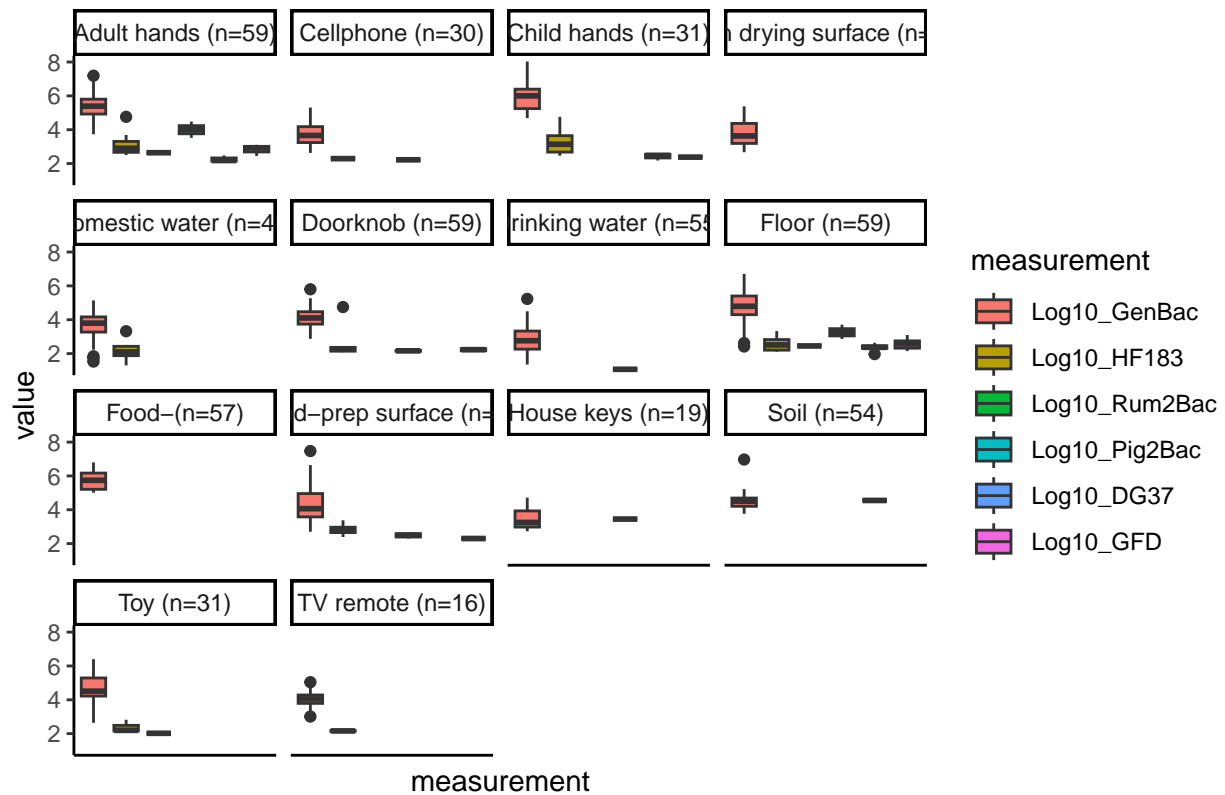 Adult hands (n=59)
Cellphone (n=30)
Child hands (n=31)
n drying surface (n=
8
6
4
2
omestic water (n=4
Doorknob (n=59)
rinking water (n=55
Floor (n=59)
8
6
4
2
Food−(n=57)
d−prep surface (n=
House keys (n=19)
Soil (n=54)
8
6
4
2
Toy (n=31)
TV remote (n=16)
8
6
4
2
value
measurement
measurement
Log10_GenBac
Log10_HF183
Log10_Rum2Bac
Log10_Pig2Bac
Log10_DG37
Log10_GFD